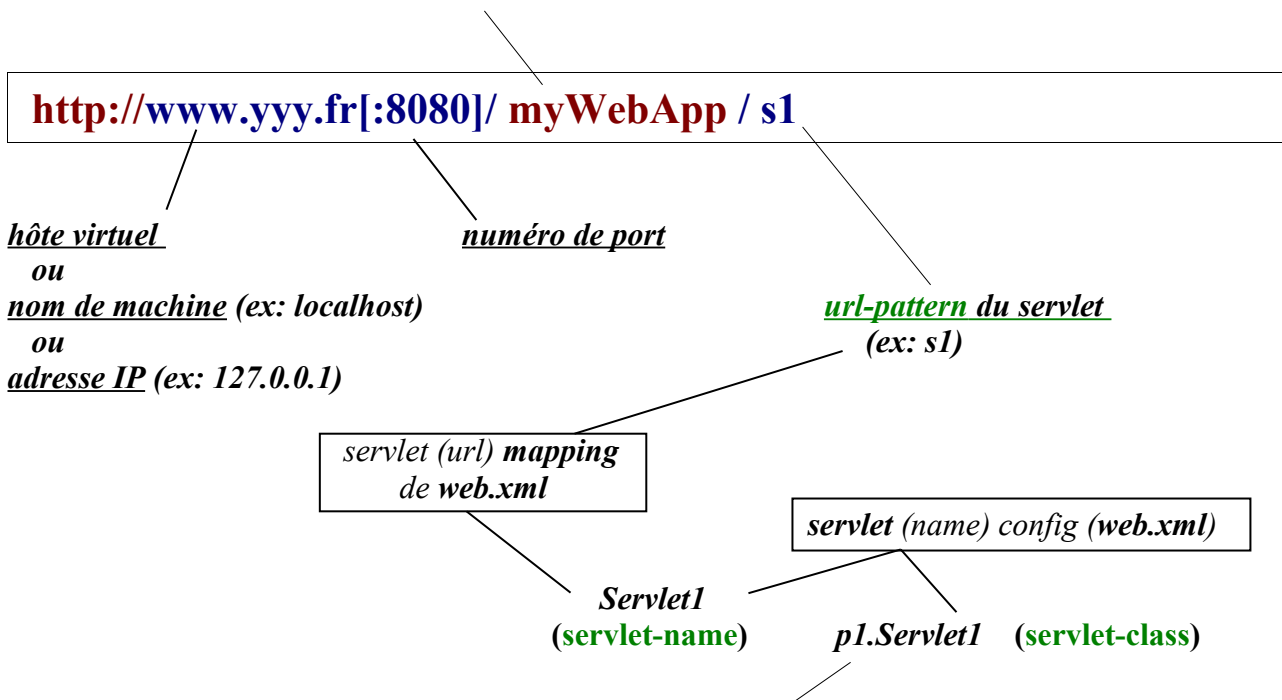 http://www.yyy.fr[:8080]/ myWebApp / s1
hôte virtuel
numéro de port
ou
nom de machine (ex: localhost)
url-pattern du servlet
ou
(ex: s1)
adresse IP (ex: 127.0.0.1)
servlet (url) mapping
de web.xml
servlet (name) config (web.xml)
Servlet1
(servlet-name)
p1.Servlet1 (servlet-class)